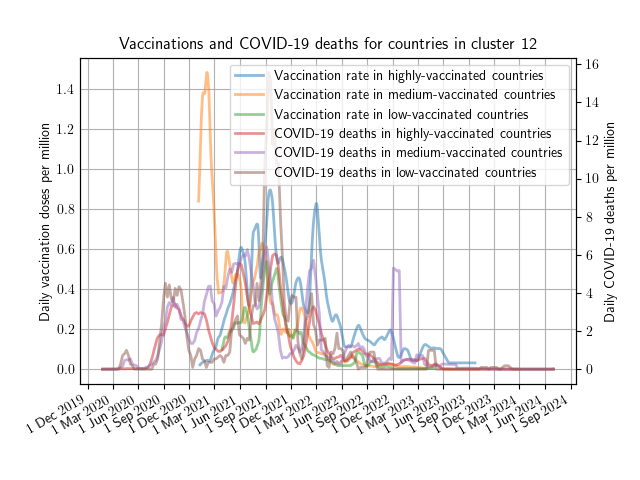 Vaccinations and COVID-19 deaths for countries in cluster 12
Vaccination rate in highly-vaccinated countries
Vaccination rate in medium-vaccinated countries
Vaccination rate in low-vaccinated countries
COVID-19 deaths in highly-vaccinated countries
COVID-19 deaths in medium-vaccinated countries
COVID-19 deaths in low-vaccinated countries
Daily vaccination doses per million
1.4
1.2
1.0
0.8
0.6
0.4
0.2
0.0
Daily COVID-19 deaths per million
16
14
12
10
8
6
4
2
0
1 Dec 2019
1 Mar 2020
1 Jun 2020
1 Sep 2020
1 Dec 2020
1 Mar 2021
1 Jun 2021
1 Sep 2021
1 Dec 2021
1 Mar 2022
1 Jun 2022
1 Sep 2022
1 Dec 2022
1 Mar 2023
1 Jun 2023
1 Sep 2023
1 Dec 2023
1 Mar 2024
1 Jun 2024
1 Sep 2024